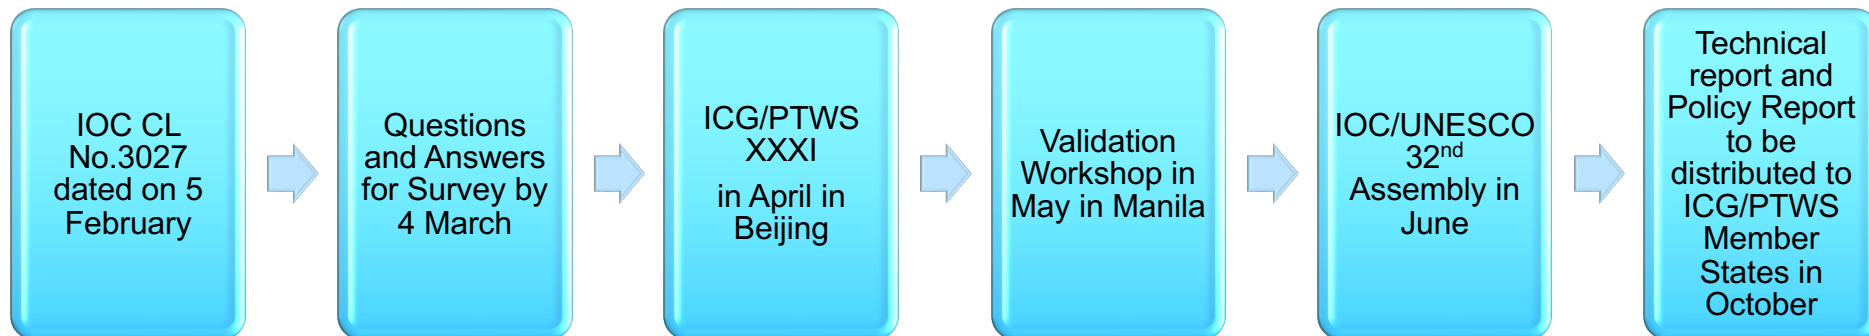 IOC CL
No.3027
dated on 5
February
Questions
and Answers
for Survey by
4 March
ICG/PTWS
XXXI
in April in
Beijing
Validation
Workshop in
May in Manila
IOC/UNESCO
32nd
Assembly in
June
Technical
report and
Policy Report
to be
distributed to
ICG/PTWS
Member
States in
October